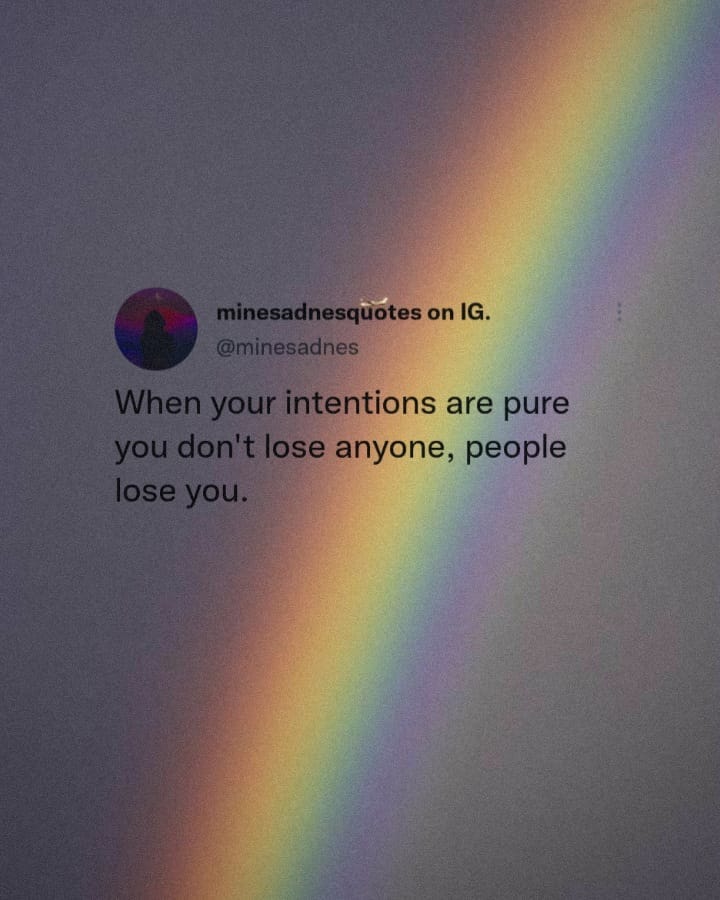 minesadnesquotes on IG.
@minesadnes
When your intentions are pure
you don't lose anyone, people
lose you.